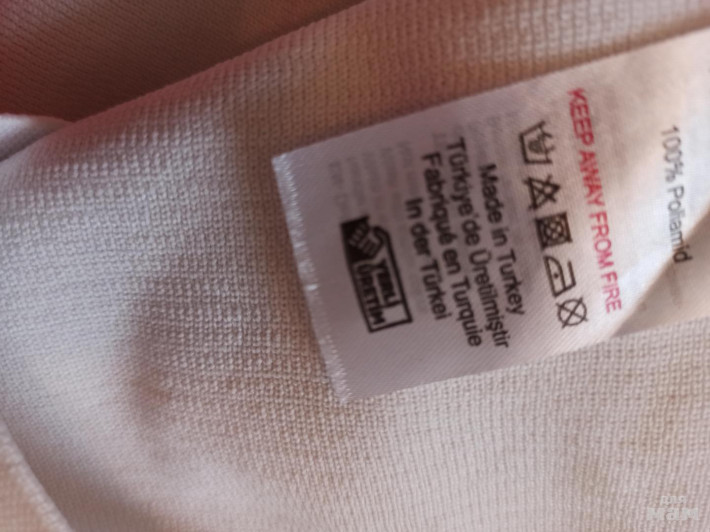 100% Poliamid
KEEP AWAY FROM FIRE
Made in Turkey
Türkiye'de Üretilmiştir
Fabriqué en Turquie
In der Türkei
YERLİ
ÜRETİM